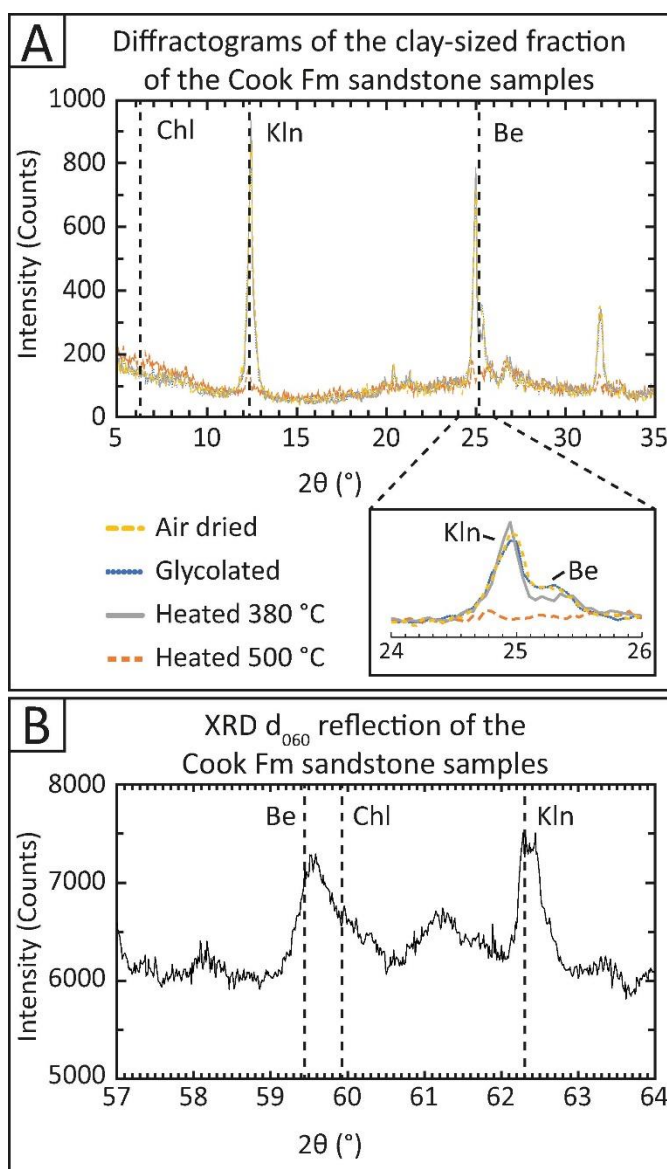 A
Diffractograms of the clay-sized fraction
of the Cook Fm sandstone samples
1000
800
600
400
200
0
Intensity (Counts)
Chl
Kln
Be
5
10
15
20
25
30
35
2θ (°)
Air dried
Glycolated
Heated 380 °C
Heated 500 °C
Kln
Be
24
25
26
B
XRD d060 reflection of the
Cook Fm sandstone samples
8000
7000
6000
5000
Intensity (Counts)
Be
Chl
Kln
57
58
59
60
61
62
63
64
2θ (°)